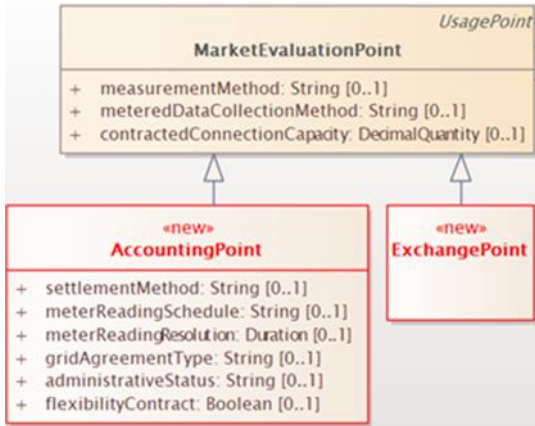 UsagePoint
MarketEvaluationPoint
+ measurementMethod: String [0..1]
+ meteredDataCollectionMethod: String [0..1]
+ contractedConnectionCapacity: DecimalQuantity [0..1]
«new»
AccountingPoint
+ settlementMethod: String [0..1]
+ meterReadingSchedule: String [0..1]
+ meterReadingResolution: Duration [0..1]
+ gridAgreementType: String [0..1]
+ administrativeStatus: String [0..1]
+ flexibilityContract: Boolean [0..1]
«new»
ExchangePoint